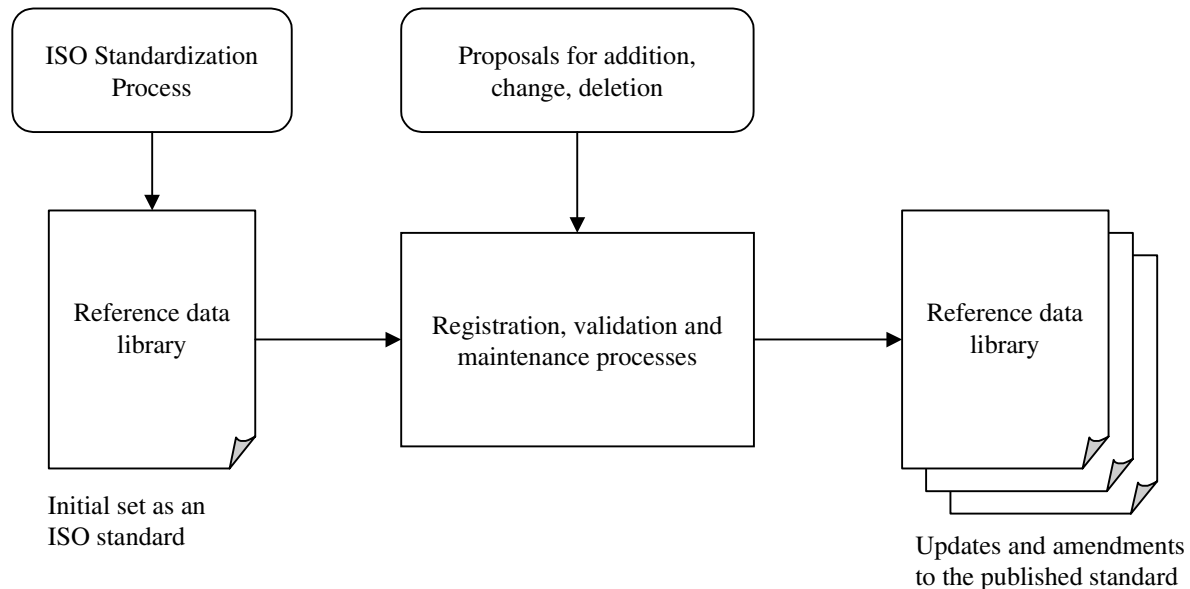 ISO Standardization
Process
Proposals for addition,
change, deletion
Reference data
library
Registration, validation and
maintenance processes
Reference data
library
Initial set as an
ISO standard
Updates and amendments
to the published standard